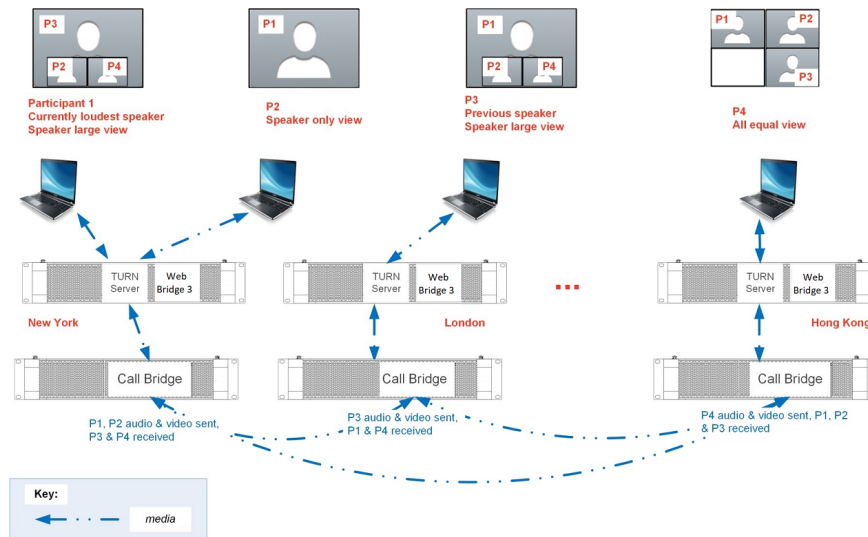 P3
P2
P4
Participant 1
Currently loudest speaker
Speaker large view
P1
P2
Speaker only view
P1
P2
P4
P3
Previous speaker
Speaker large view
P1
P2
P3
P4
All equal view
TURN
Server
Web
Bridge 3
TURN
Server
Web
Bridge 3
...
TURN
Server
Web
Bridge 3
New York
London
Hong Kong
Call Bridge
Call Bridge
Call Bridge
P1, P2 audio & video sent,
P3 & P4 received
P3 audio & video sent,
P1 & P4 received
P4 audio & video sent, P1, P2
& P3 received
Key:
media